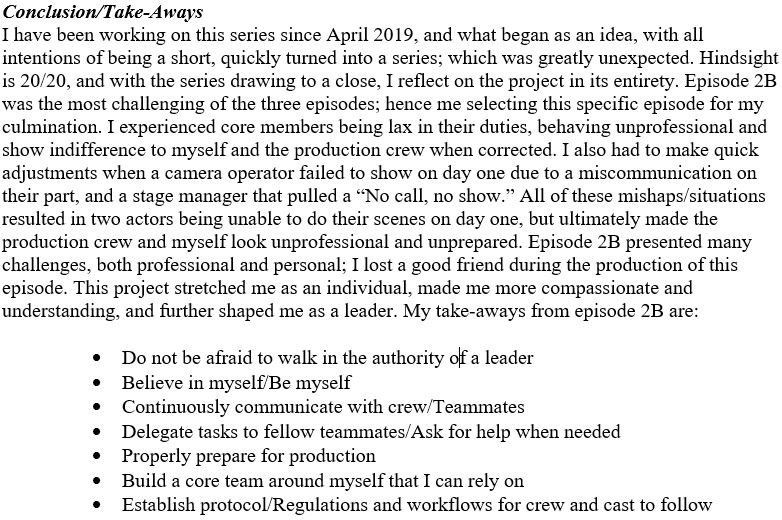 Conclusion/Take-Aways
I have been working on this series since April 2019, and what began as an idea, with all
intentions of being a short, quickly turned into a series; which was greatly unexpected. Hindsight
is 20/20, and with the series drawing to a close, I reflect on the project in its entirety. Episode 2B
was the most challenging of the three episodes; hence me selecting this specific episode for my
culmination. I experienced core members being lax in their duties, behaving unprofessional and
show indifference to myself and the production crew when corrected. I also had to make quick
adjustments when a camera operator failed to show on day one due to a miscommunication on
their part, and a stage manager that pulled a “No call, no show.” All of these mishaps/situations
resulted in two actors being unable to do their scenes on day one, but ultimately made the
production crew and myself look unprofessional and unprepared. Episode 2B presented many
challenges, both professional and personal; I lost a good friend during the production of this
episode. This project stretched me as an individual, made me more compassionate and
understanding, and further shaped me as a leader. My take-aways from episode 2B are:
• Do not be afraid to walk in the authority of a leader
• Believe in myself/Be myself
• Continuously communicate with crew/Teammates
• Delegate tasks to fellow teammates/Ask for help when needed
• Properly prepare for production
• Build a core team around myself that I can rely on
• Establish protocol/Regulations and workflows for crew and cast to follow